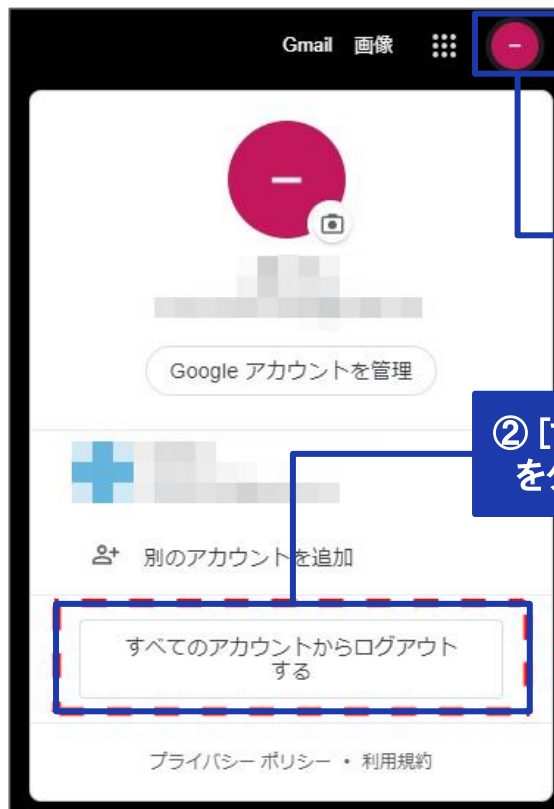 Gmail 画像
Google アカウントを管理
② [
を
別のアカウントを追加
すべてのアカウントからログアウト
する
プライバシー ポリシー ・ 利用規約